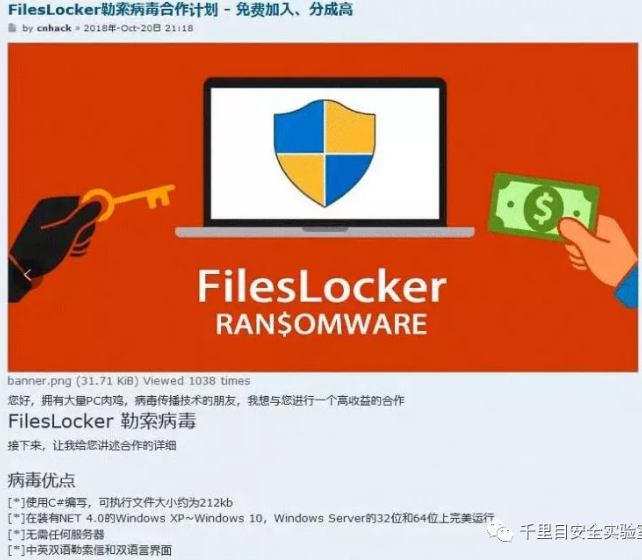 FilesLocker勒索病毒合作计划 - 免费加入、分成高
by cnhack » 2018年-Oct-20日 21:18
$
FilesLocker
RAN$OMWARE
banner.png (31.71 KiB) Viewed 1038 times
您好，拥有大量PC肉鸡，病毒传播技术的朋友，我想与您进行一个高收益的合作
FilesLocker 勒索病毒
接下来，让我给您讲述合作的详细
病毒优点
[*]使用C#编写，可执行文件大小约为212kb
[*]在装有NET 4.0的Windows XP~Windows 10，Windows Server的32位和64位上完美运行
[*]无需任何服务器
[*]中英双语勒索信和双语言界面
千里目安全实验室